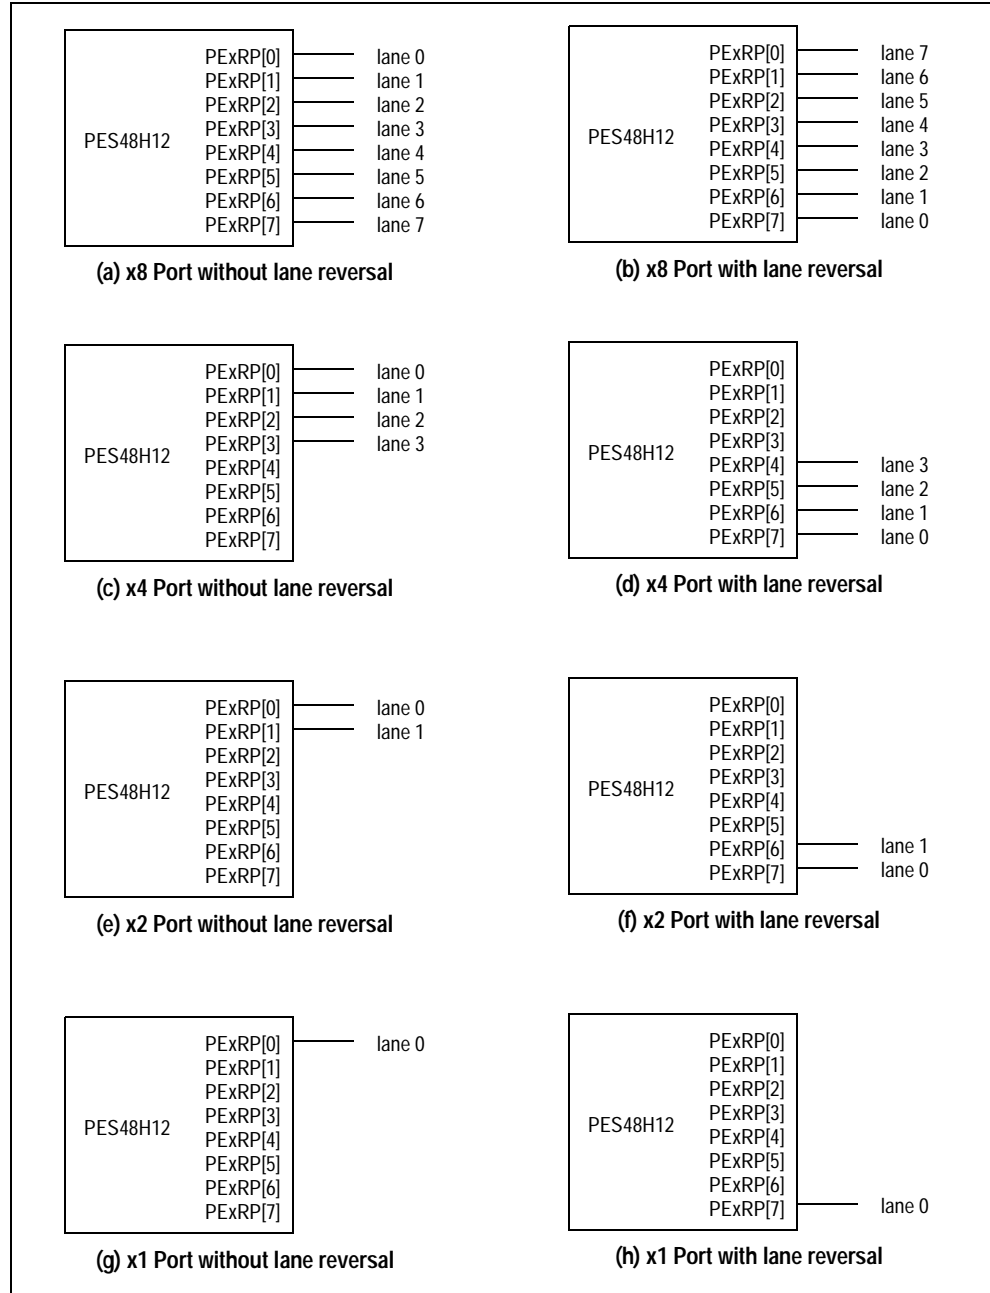 PExRP[0] lane 0
PExRP[1] lane 1
PExRP[2] lane 2
PExRP[3] lane 3
PES48H12
PExRP[4] lane 4
PExRP[5] lane 5
PExRP[6] lane 6
PExRP[7] lane 7
(a) x8 Port without lane reversal
PExRP[0] lane 7
PExRP[1] lane 6
PExRP[2] lane 5
PExRP[3] lane 4
PES48H12
PExRP[4] lane 3
PExRP[5] lane 2
PExRP[6] lane 1
PExRP[7] lane 0
(b) x8 Port with lane reversal
PExRP[0] lane 0
PExRP[1] lane 1
PExRP[2] lane 2
PExRP[3] lane 3
PES48H12
PExRP[4]
PExRP[5]
PExRP[6]
PExRP[7]
(c) x4 Port without lane reversal
PExRP[0]
PExRP[1]
PExRP[2]
PExRP[3]
PES48H12
PExRP[4] lane 3
PExRP[5] lane 2
PExRP[6] lane 1
PExRP[7] lane 0
(d) x4 Port with lane reversal
PExRP[0] lane 0
PExRP[1] lane 1
PExRP[2]
PExRP[3]
PES48H12
PExRP[4]
PExRP[5]
PExRP[6]
PExRP[7]
(e) x2 Port without lane reversal
PExRP[0]
PExRP[1]
PExRP[2]
PExRP[3]
PES48H12
PExRP[4]
PExRP[5]
PExRP[6] lane 1
PExRP[7] lane 0
(f) x2 Port with lane reversal
PExRP[0] lane 0
PExRP[1]
PExRP[2]
PExRP[3]
PES48H12
PExRP[4]
PExRP[5]
PExRP[6]
PExRP[7]
(g) x1 Port without lane reversal
PExRP[0]
PExRP[1]
PExRP[2]
PExRP[3]
PES48H12
PExRP[4]
PExRP[5]
PExRP[6]
PExRP[7] lane 0
(h) x1 Port with lane reversal